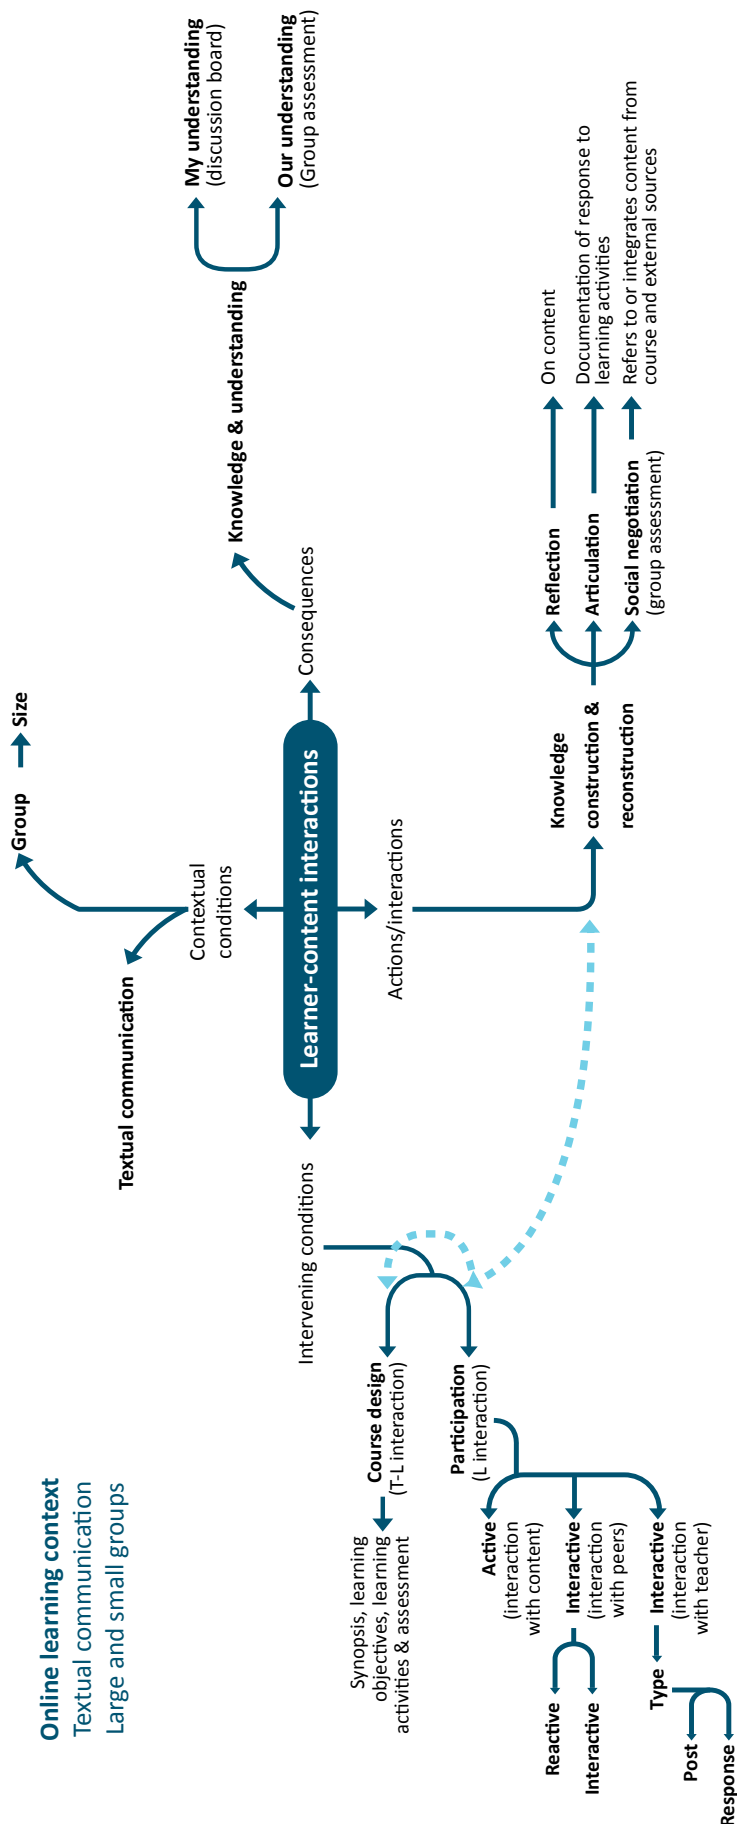 Online learning context
Textual communication
Large and small groups
Textual communication
Group
Size
Contextual
conditions
Learner-content interactions
Consequences
Knowledge & understanding
My understanding
(discussion board)
Our understanding
(Group assessment)
Intervening conditions
Course design
(T-L interaction)
Synopsis, learning
objectives, learning
activities & assessment
Participation
(L interaction)
Active
(interaction
with content)
Interactive
(interaction
with peers)
Reactive
Interactive
Interactive
(interaction
with teacher)
Type
Post
Response
Actions/interactions
Knowledge
construction &
reconstruction
Reflection
On content
Articulation
Documentation of response to
learning activities
Social negotiation
(group assessment)
Refers to or integrates content from
course and external sources